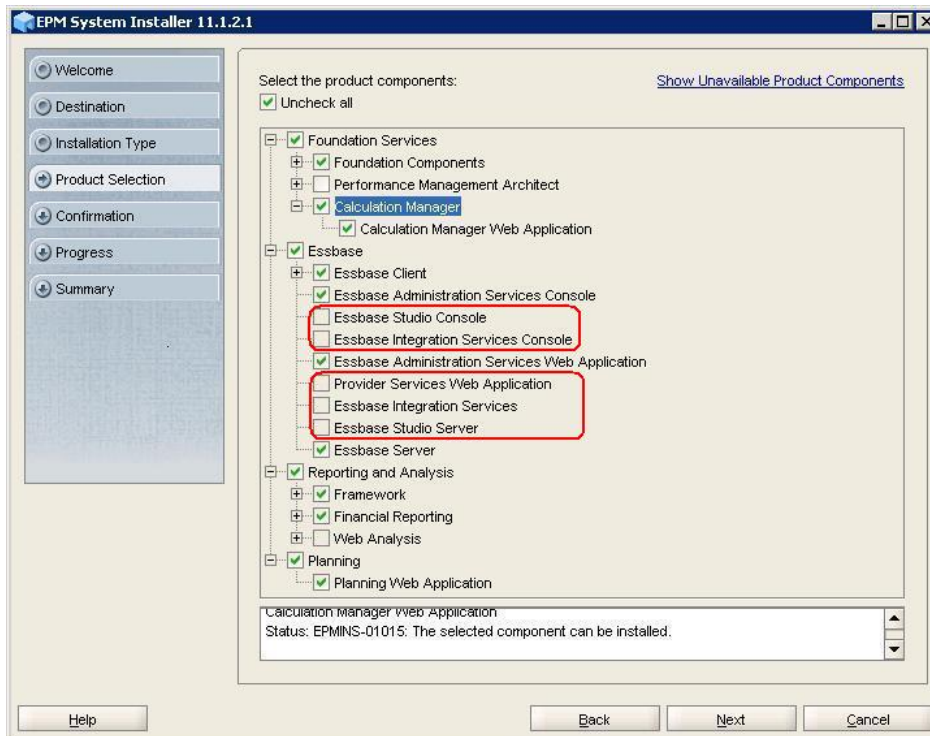 EPM System Installer 11.1.2.1
Welcome
Destination
Installation Type
Product Selection
Confirmation
Progress
Summary
Select the product components:
Show Unavailable Product Components
Uncheck all
Foundation Services
Foundation Components
Performance Management Architect
Calculation Manager
Calculation Manager Web Application
Essbase
Essbase Client
Essbase Administration Services Console
Essbase Studio Console
Essbase Integration Services Console
Essbase Administration Services Web Application
Provider Services Web Application
Essbase Integration Services
Essbase Studio Server
Essbase Server
Reporting and Analysis
Framework
Financial Reporting
Web Analysis
Planning
Planning Web Application
Calculation Manager Web Application
Status: EPMINS-01015: The selected component can be installed.
Help
Back
Next
Cancel